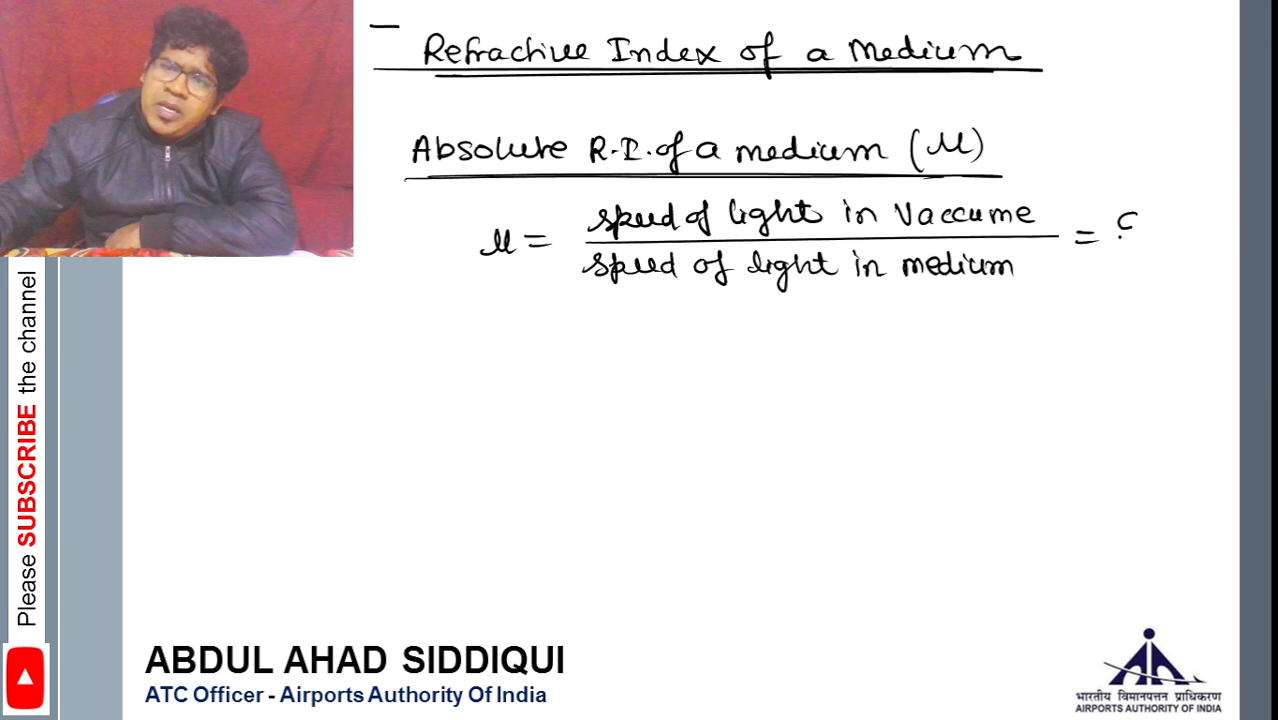 Refractive Index of a Medium
Absolute R.I. of a medium (μ)
μ = speed of light in Vaccume / speed of light in medium = c
Please SUBSCRIBE the channel
ABDUL AHAD SIDDIQUI
ATC Officer - Airports Authority Of India
भारतीय विमानपत्तन प्राधिकरण
AIRPORTS AUTHORITY OF INDIA